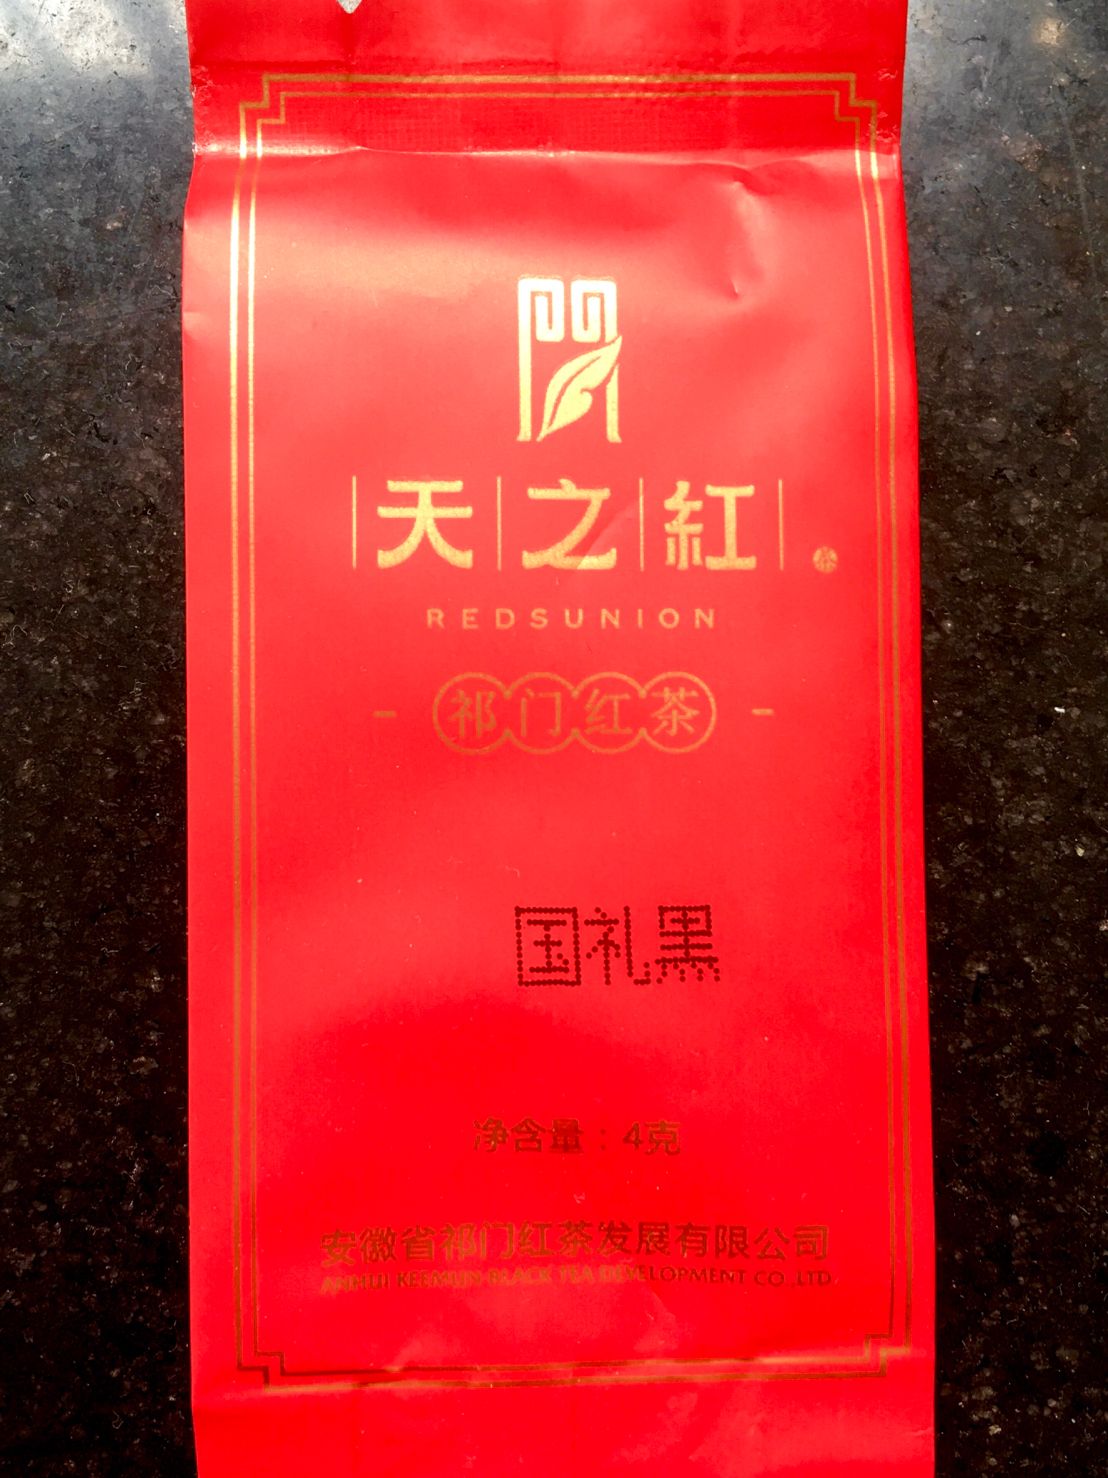 天之紅
REDSUNION
祁门红茶
国礼黑
净含量：4克
安徽省祁门红茶发展有限公司
ANHUI KEEMUN BLACK TEA DEVELOPMENT CO.,LTD.